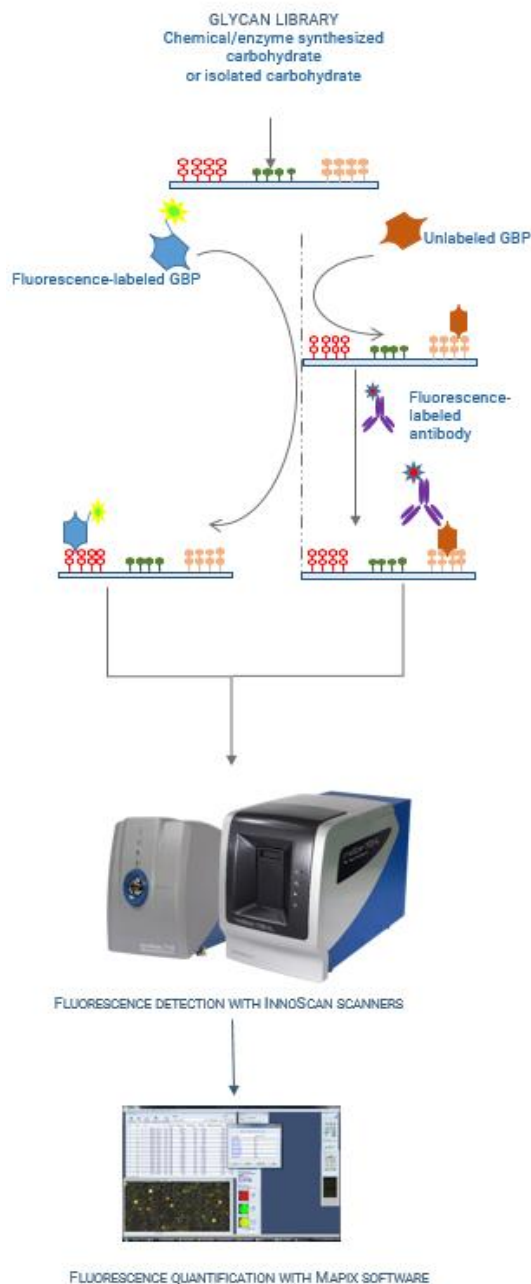 GLYCAN LIBRARY
Chemical/enzyme synthesized
carbohydrate
or isolated carbohydrate
Fluorescence-labeled GBP
Unlabeled GBP
Fluorescence-
labeled
antibody
FLUORESCENCE DETECTION WITH INNOSCAN SCANNERS
FLUORESCENCE QUANTIFICATION WITH MAPIX SOFTWARE